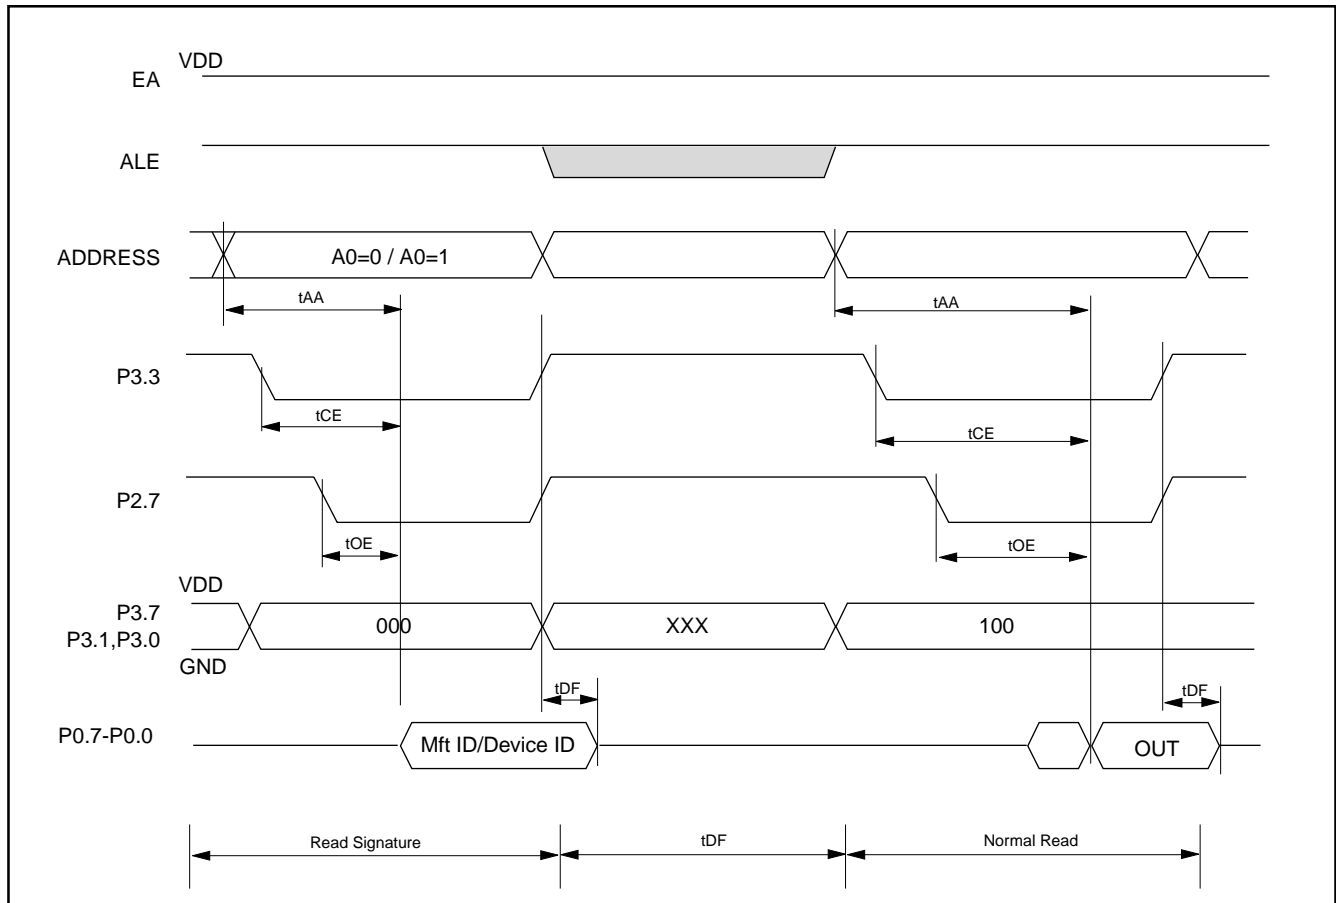 VDD
EA
ALE
ADDRESS
A0=0 / A0=1
tAA
tAA
P3.3
tCE
tCE
P2.7
tOE
tOE
VDD
P3.7
P3.1,P3.0
000
XXX
100
GND
tDF
tDF
P0.7-P0.0
Mft ID/Device ID
OUT
Read Signature
tDF
Normal Read